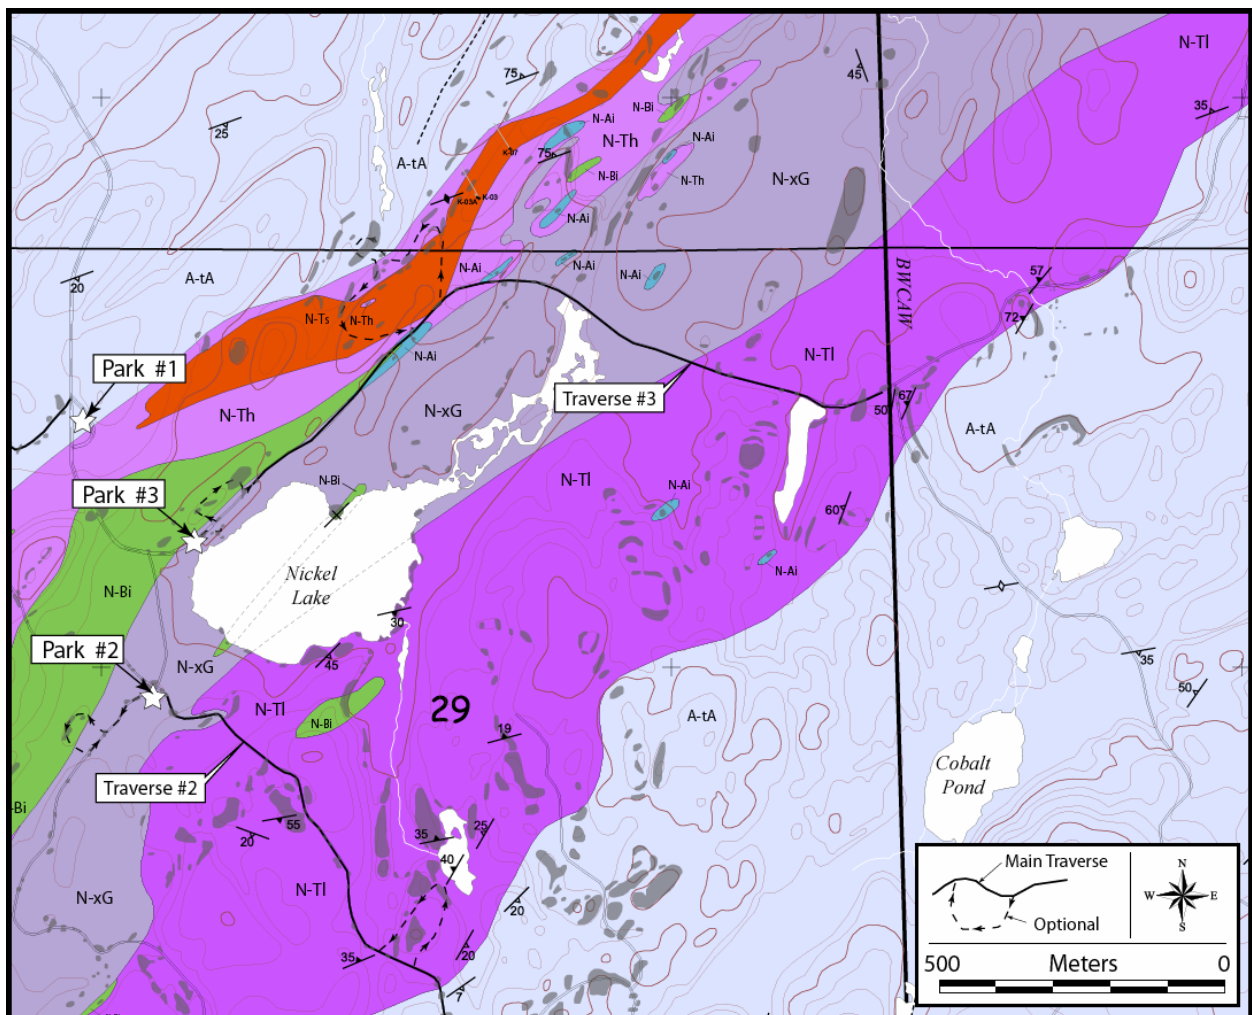 N-Tl
75
45
35
N-Bi
N-Ai
25
N-Th
A-tA
K-07
75
N-Ai
N-Bi
N-Th
N-xG
K-03A
K-03
N-Ai
A-tA
20
N-Ai
N-Ai
N-Ai
57
BWCAW
N-Ts
N-Th
72
N-Ai
N-Tl
Park #1
Traverse #3
67
50
N-Th
N-xG
A-tA
Park #3
N-Bi
N-Tl
N-Ai
60
Nickel
Lake
N-Ai
N-Bi
30
Park #2
N-xG
45
35
50
N-Tl
N-Bi
29
A-tA
19
Cobalt
Pond
Traverse #2
-Bi
55
20
35
25
40
Main Traverse
N
W
E
S
Optional
N-xG
N-Tl
20
35
20
7
500
Meters
0